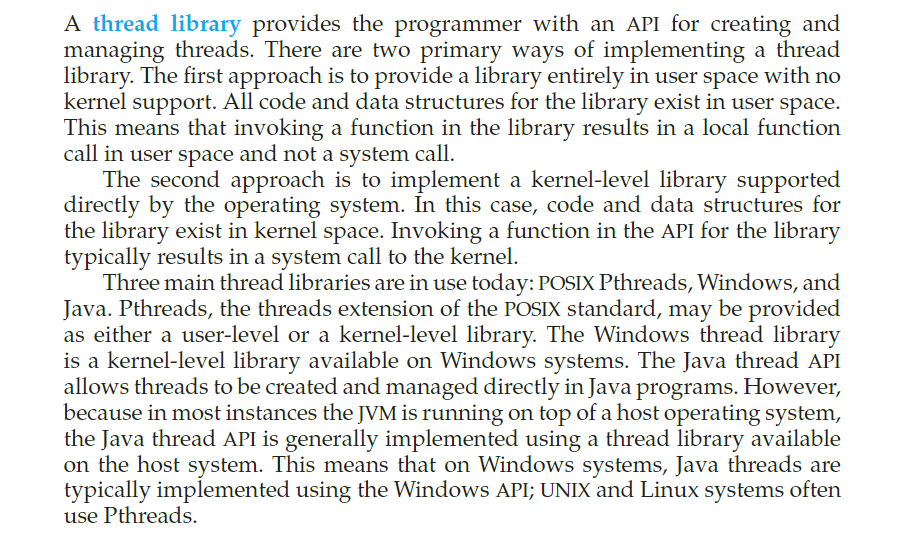 A thread library provides the programmer with an API for creating and
managing threads. There are two primary ways of implementing a thread
library. The first approach is to provide a library entirely in user space with no
kernel support. All code and data structures for the library exist in user space.
This means that invoking a function in the library results in a local function
call in user space and not a system call.
The second approach is to implement a kernel-level library supported
directly by the operating system. In this case, code and data structures for
the library exist in kernel space. Invoking a function in the API for the library
typically results in a system call to the kernel.
Three main thread libraries are in use today: POSIX Pthreads, Windows, and
Java. Pthreads, the threads extension of the POSIX standard, may be provided
as either a user-level or a kernel-level library. The Windows thread library
is a kernel-level library available on Windows systems. The Java thread API
allows threads to be created and managed directly in Java programs. However,
because in most instances the JVM is running on top of a host operating system,
the Java thread API is generally implemented using a thread library available
on the host system. This means that on Windows systems, Java threads are
typically implemented using the Windows API; UNIX and Linux systems often
use Pthreads.